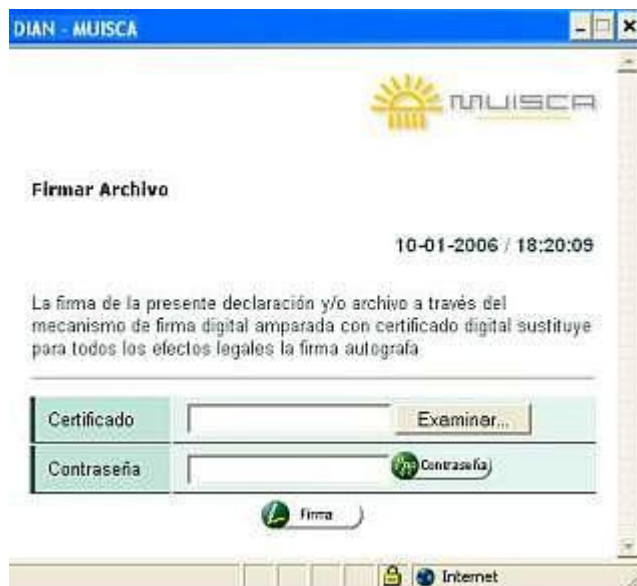 DIAN - MUISCA
MUISCA
Firmar Archivo
10-01-2006 / 18:20:09
La firma de la presente declaración y/o archivo a través del
mecanismo de firma digital amparada con certificado digital sustituye
para todos los efectos legales la firma autografa
Certificado
Examinar...
Contraseña
Contraseña
Firma
Internet